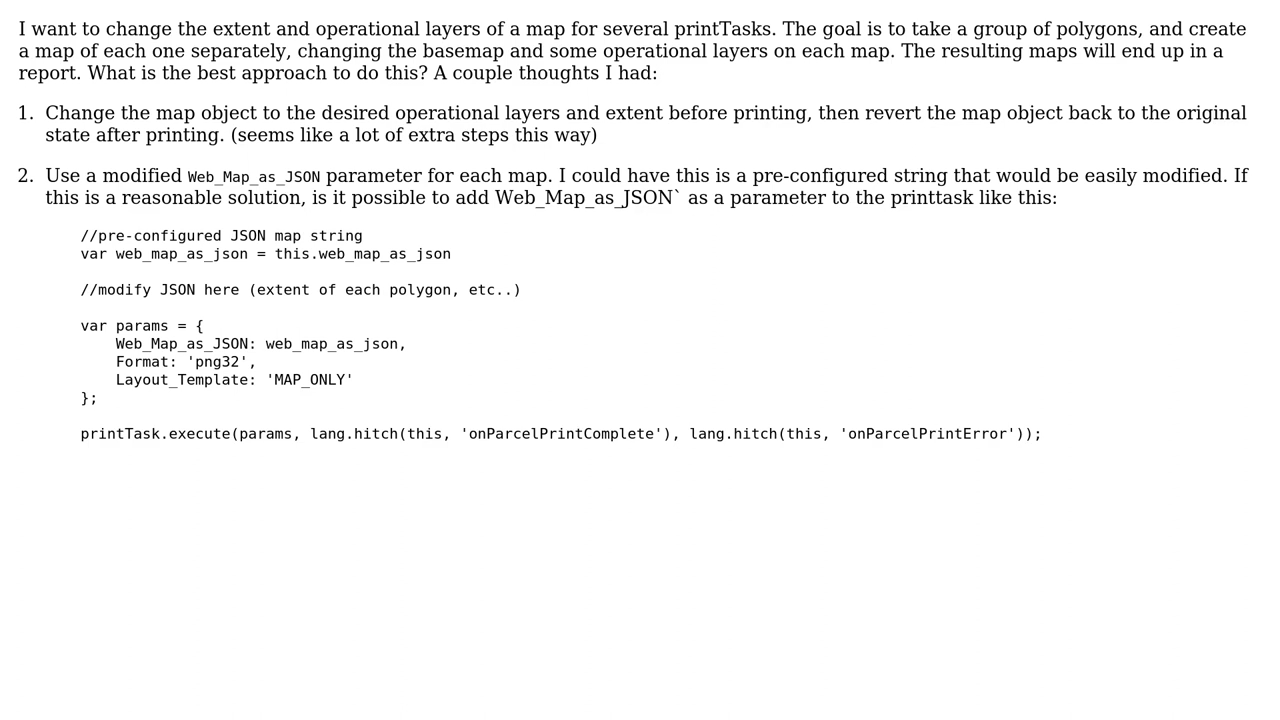 I want to change the extent and operational layers of a map for several printTasks. The goal is to take a group of polygons, and create
a map of each one separately, changing the basemap and some operational layers on each map. The resulting maps will end up in a
report. What is the best approach to do this? A couple thoughts I had:
1. Change the map object to the desired operational layers and extent before printing, then revert the map object back to the original
state after printing. (seems like a lot of extra steps this way)
2. Use a modified Web_Map_as_JSON parameter for each map. I could have this is a pre-configured string that would be easily modified. If
this is a reasonable solution, is it possible to add Web_Map_as_JSON` as a parameter to the printtask like this:
//pre-configured JSON map string
var web_map_as_json = this.web_map_as_json
//modify JSON here (extent of each polygon, etc..)
var params = {
    Web_Map_as_JSON: web_map_as_json,
    Format: 'png32',
    Layout_Template: 'MAP_ONLY'
};
printTask.execute(params, lang.hitch(this, 'onParcelPrintComplete'), lang.hitch(this, 'onParcelPrintError'));